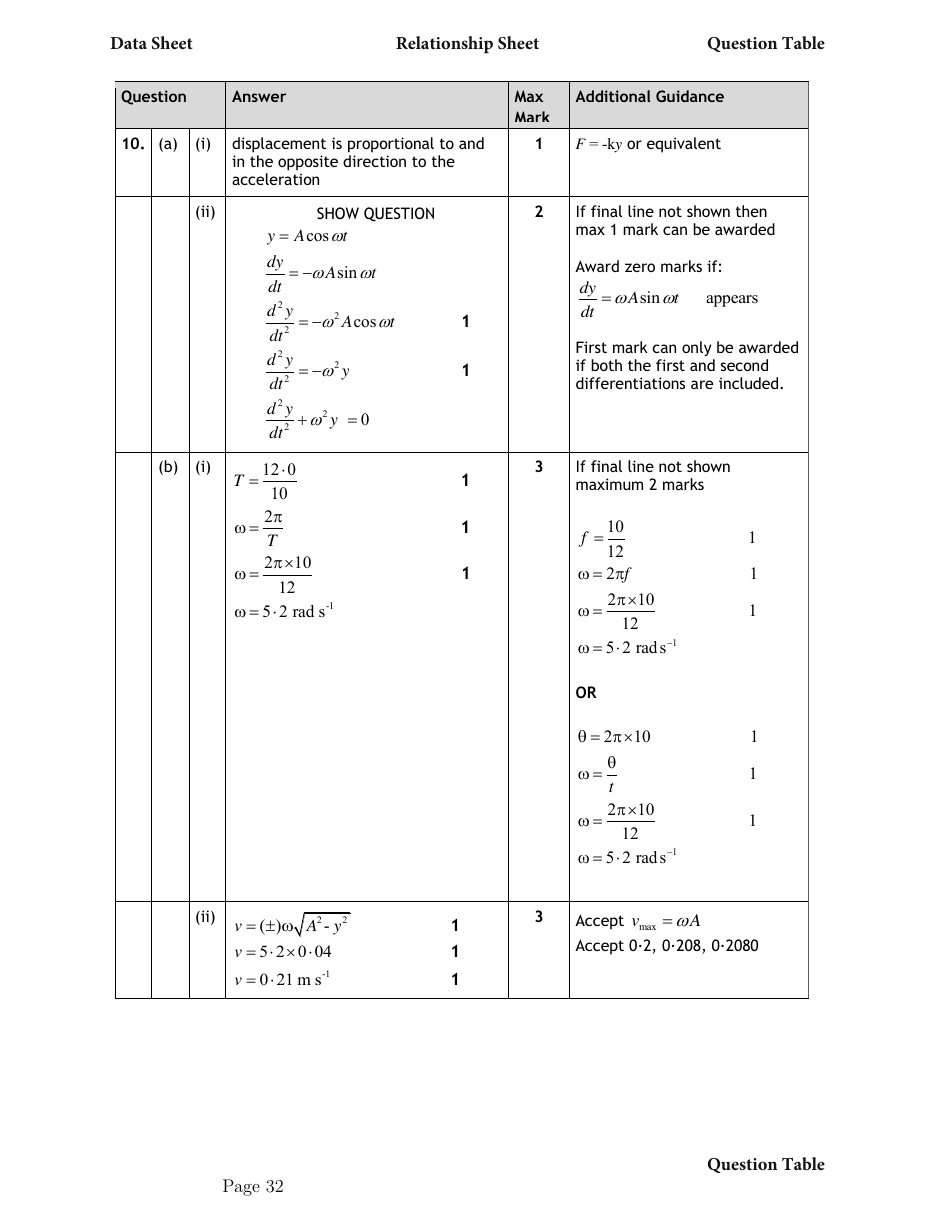 Data Sheet Relationship Sheet Question Table
Question Answer Max Mark Additional Guidance
10. (a) (i) displacement is proportional to and
in the opposite direction to the
acceleration
1
F = -ky or equivalent
(ii) SHOW QUESTION
y = A cos ωt
dy/dt = −ωA sin ωt
d²y/dt² = −ω²A cos ωt 1
d²y/dt² = −ω²y 1
d²y/dt² + ω²y = 0
2
If final line not shown then
max 1 mark can be awarded
Award zero marks if:
dy/dt = ωA sin ωt appears
First mark can only be awarded
if both the first and second
differentiations are included.
(b) (i)
T = 12·0/10 1
ω = 2π/T 1
ω = 2π×10/12 1
ω = 5·2 rad s⁻¹
3
If final line not shown
maximum 2 marks
f = 10/12 1
ω = 2πf 1
ω = 2π×10/12 1
ω = 5·2 rad s⁻¹
OR
θ = 2π×10 1
ω = θ/t 1
ω = 2π×10/12 1
ω = 5·2 rad s⁻¹
(ii)
v = (±)ω√(A² - y²) 1
v = 5·2×0·04 1
v = 0·21 m s⁻¹ 1
3
Accept vₘₐₓ = ωA
Accept 0·2, 0·208, 0·2080
Question Table
Page 32